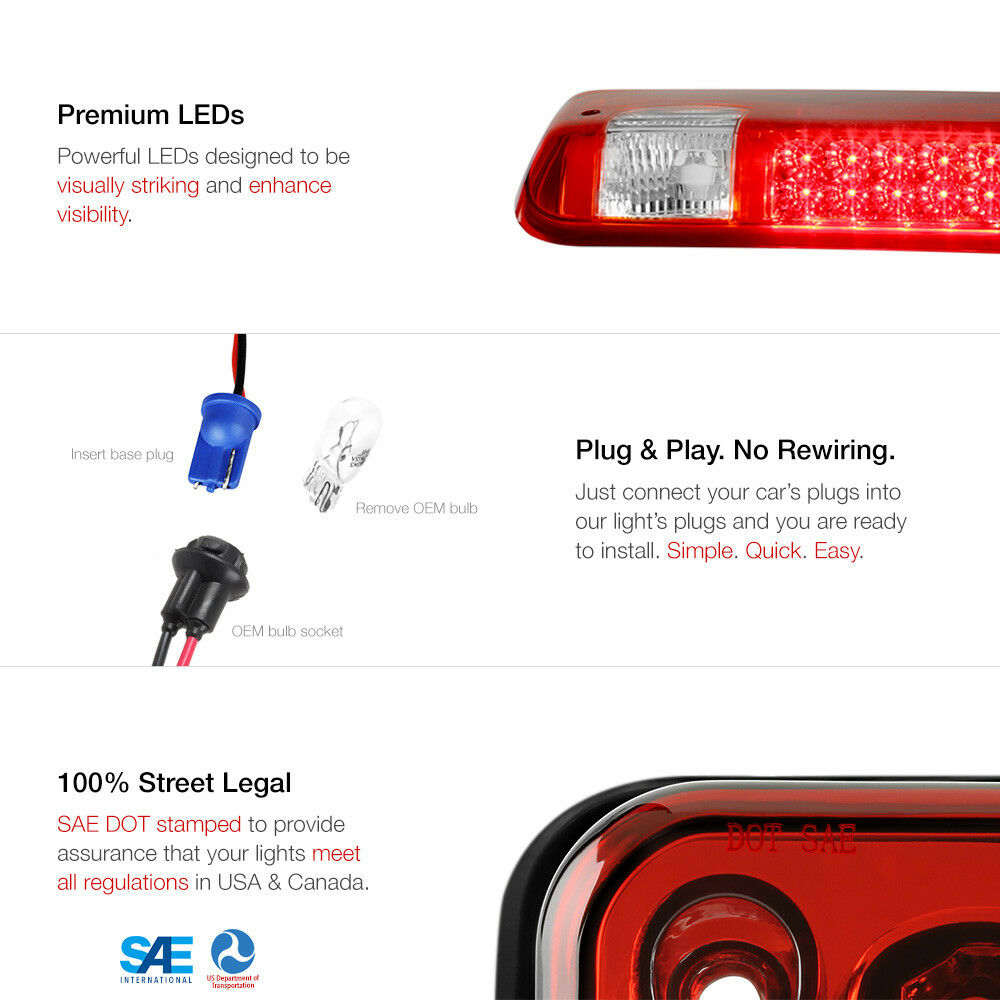 Premium LEDs
Powerful LEDs designed to be
visually striking and enhance
visibility.
Insert base plug
Remove OEM bulb
OEM bulb socket
Plug & Play. No Rewiring.
Just connect your car's plugs into
our light's plugs and you are ready
to install. Simple. Quick. Easy.
100% Street Legal
SAE DOT stamped to provide
assurance that your lights meet
all regulations in USA & Canada.
DOT SAE
SAE
INTERNATIONAL
US Department of
Transportation